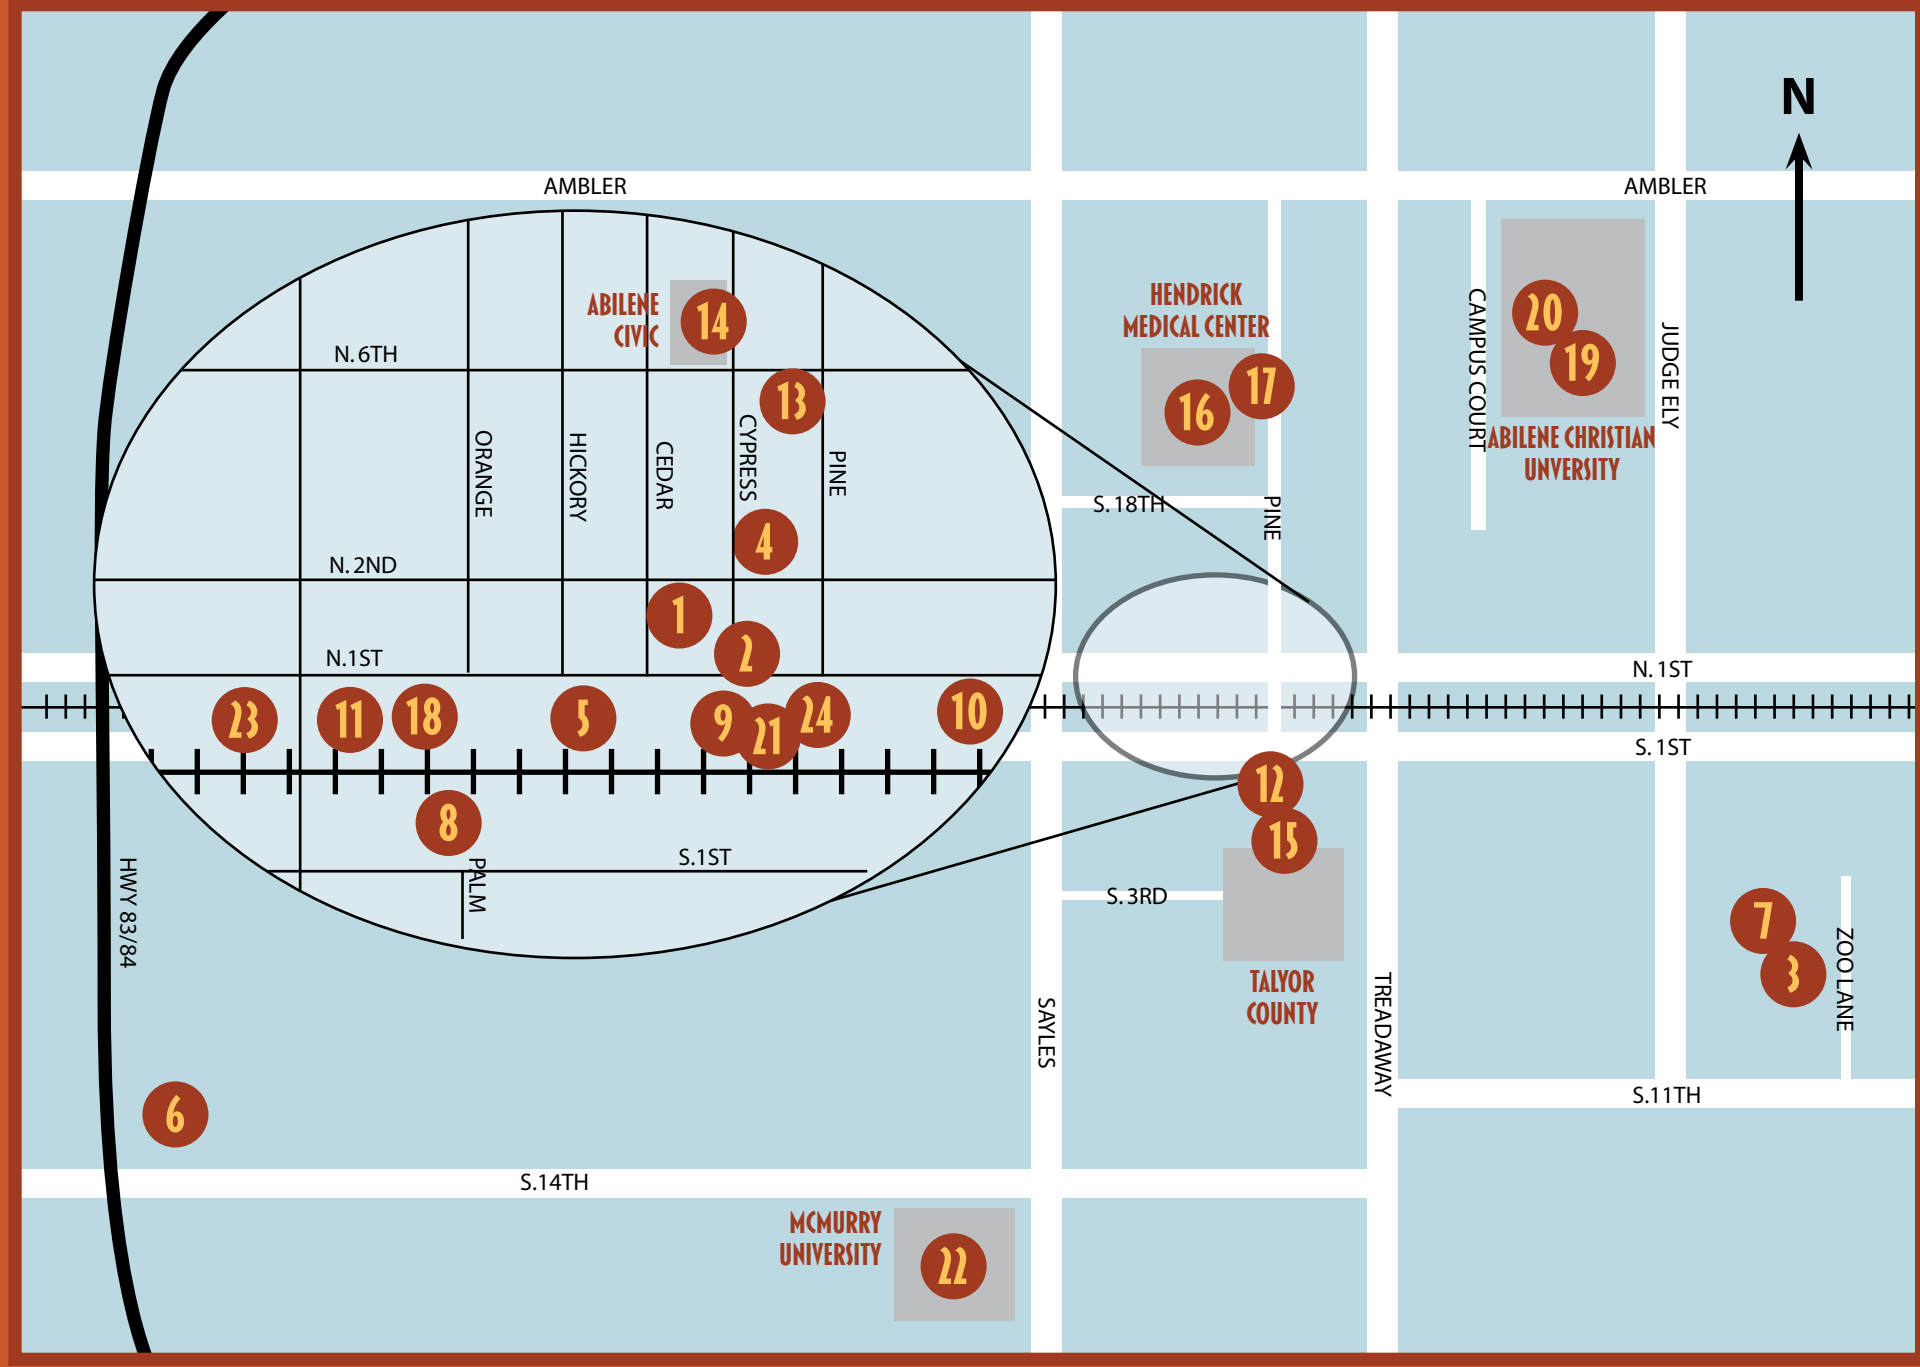 N
AMBLER
AMBLER
ABILENE
CIVIC
14
HENDRICK
MEDICAL CENTER
20
19
CAMPUS COURT
JUDGE ELY
N. 6TH
13
17
16
ORANGE
HICKORY
CEDAR
CYPRESS
PINE
ABILENE CHRISTIAN
UNVERSITY
S. 18TH
PINE
4
N. 2ND
1
2
N.1ST
N. 1ST
23
11
18
5
9
21
24
10
S. 1ST
12
8
15
S.1ST
PALM
HWY 83/84
S. 3RD
7
3
ZOO LANE
TALYOR
COUNTY
SAYLES
TREADAWAY
S.11TH
6
S.14TH
MCMURRY
UNIVERSITY
22